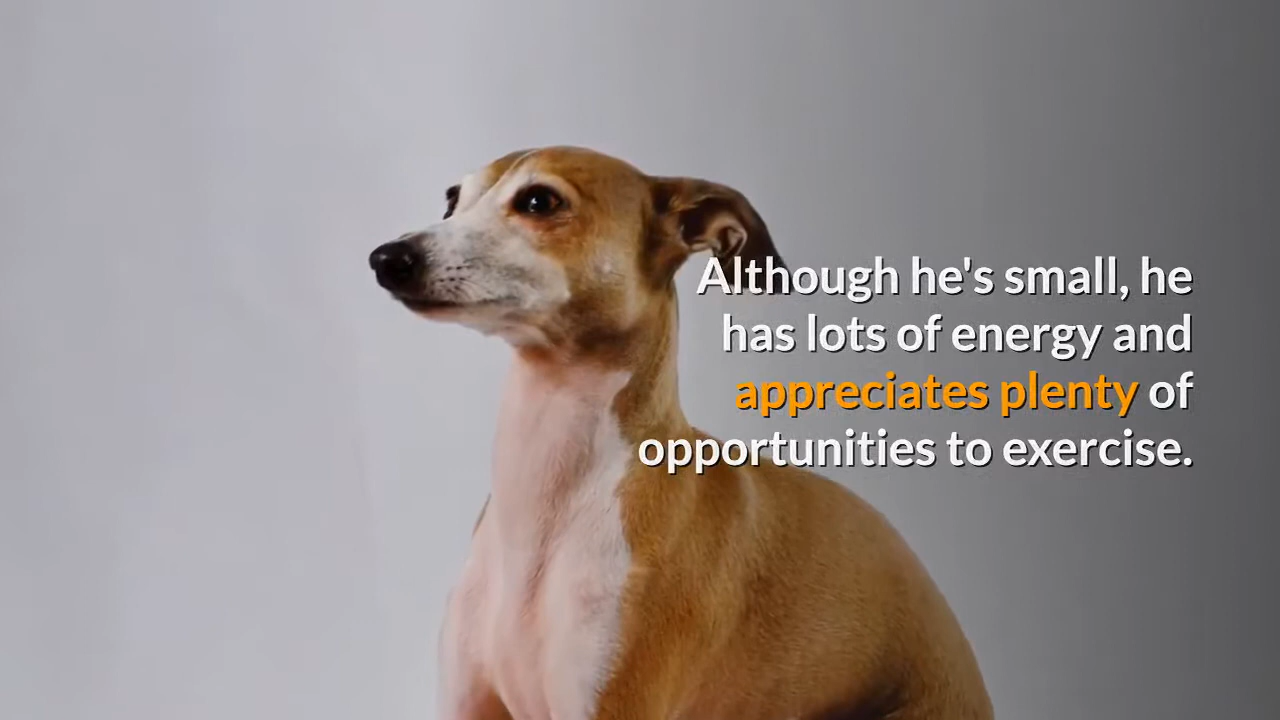 Although he's small, he
has lots of energy and
appreciates plenty of
opportunities to exercise.